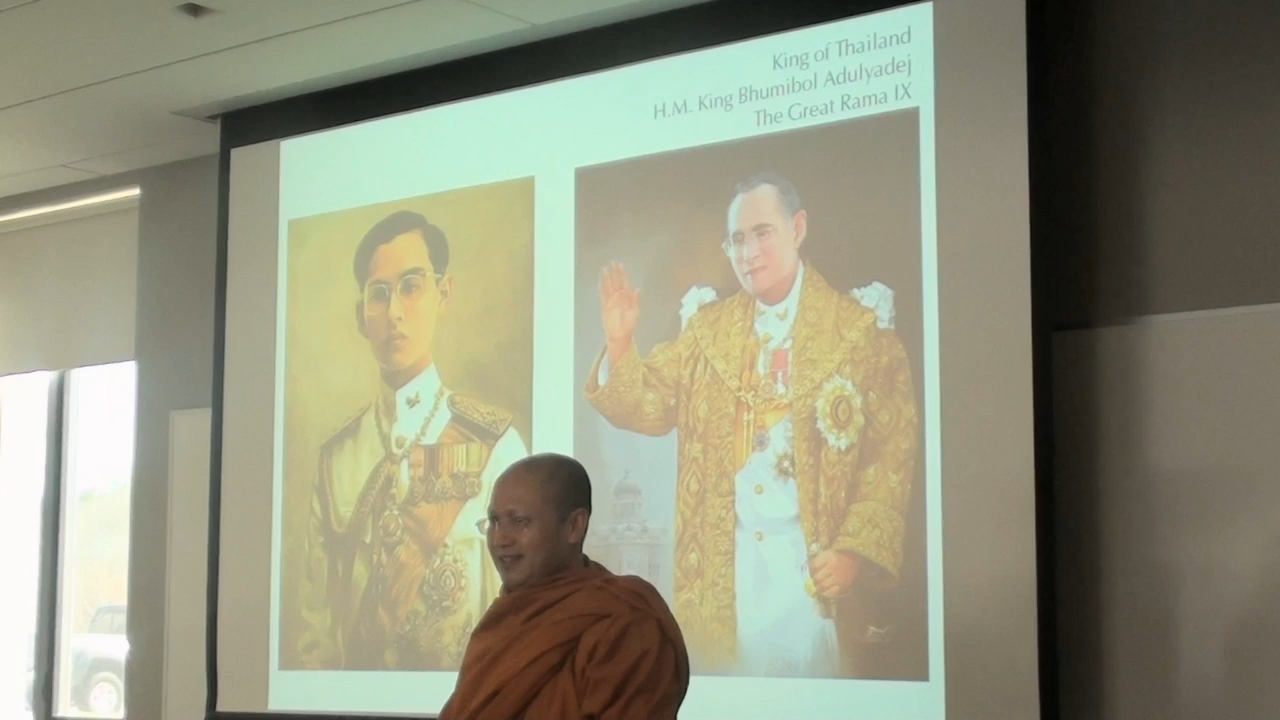 King of Thailand
H.M. King Bhumibol Adulyadej
The Great Rama IX